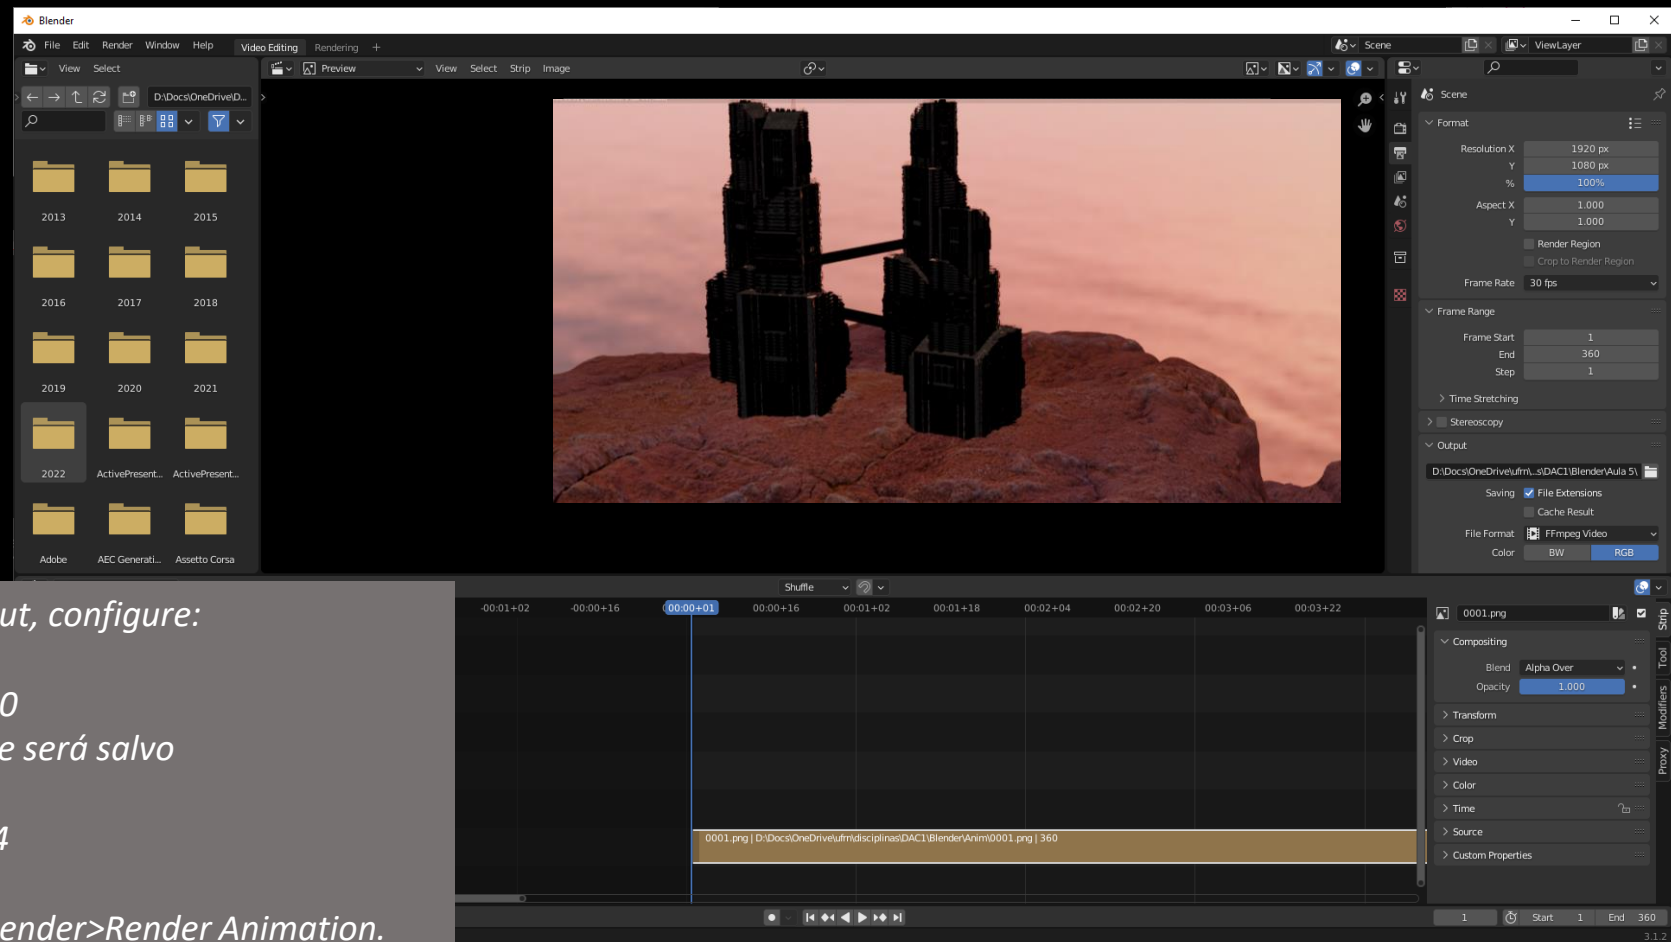 Blender
File Edit Render Window Help Video Editing Rendering + Scene ViewLayer
View Select Preview View Select Strip Image
D:\Docs\OneDrive\D...
2013 2014 2015
2016 2017 2018
2019 2020 2021
2022 ActivePresent... ActivePresent...
Adobe AEC Generati... Assetto Corsa
Scene
Format
Resolution X 1920 px
Y 1080 px
% 100%
Aspect X 1.000
Y 1.000
Render Region
Crop to Render Region
Frame Rate 30 fps
Frame Range
Frame Start 1
End 360
Step 1
Time Stretching
Stereoscopy
Output
D:\Docs\OneDrive\ufrn\...s\DAC1\Blender\Aula 5\
Saving File Extensions
Cache Result
File Format FFmpeg Video
Color BW RGB
Shuffle
-00:01+02 -00:00+16 00:00+01 00:00+16 00:01+02 00:01+18 00:02+04 00:02+20 00:03+06 00:03+22
0001.png | D:\Docs\OneDrive\ufrn\disciplinas\DAC1\Blender\Anim\0001.png | 360
0001.png
Compositing
Blend Alpha Over
Opacity 1.000
Transform
Crop
Video
Color
Time
Source
Custom Properties
Strip
Tool
Modifiers
Proxy
1 Start 1 End 360
3.1.2
ut, configure:
0
e será salvo
4
ender>Render Animation.